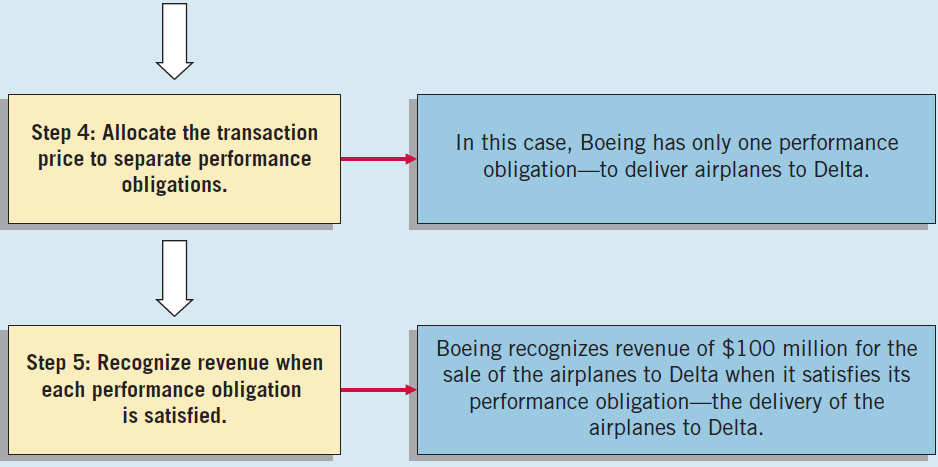 Step 4: Allocate the transaction
price to separate performance
obligations.
In this case, Boeing has only one performance
obligation—to deliver airplanes to Delta.
Step 5: Recognize revenue when
each performance obligation
is satisfied.
Boeing recognizes revenue of $100 million for the
sale of the airplanes to Delta when it satisfies its
performance obligation—the delivery of the
airplanes to Delta.